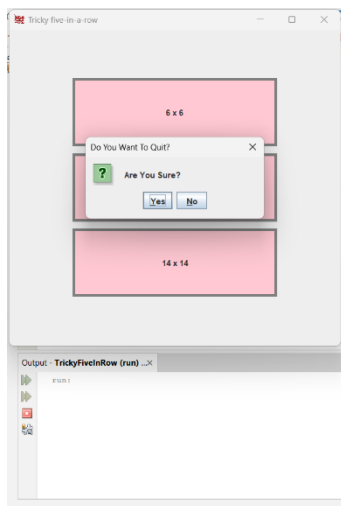 Tricky five-in-a-row
6 x 6
Do You Want To Quit?
Are You Sure?
Yes No
14 x 14
Output - TrickyFiveInRow (run) ...×
run: